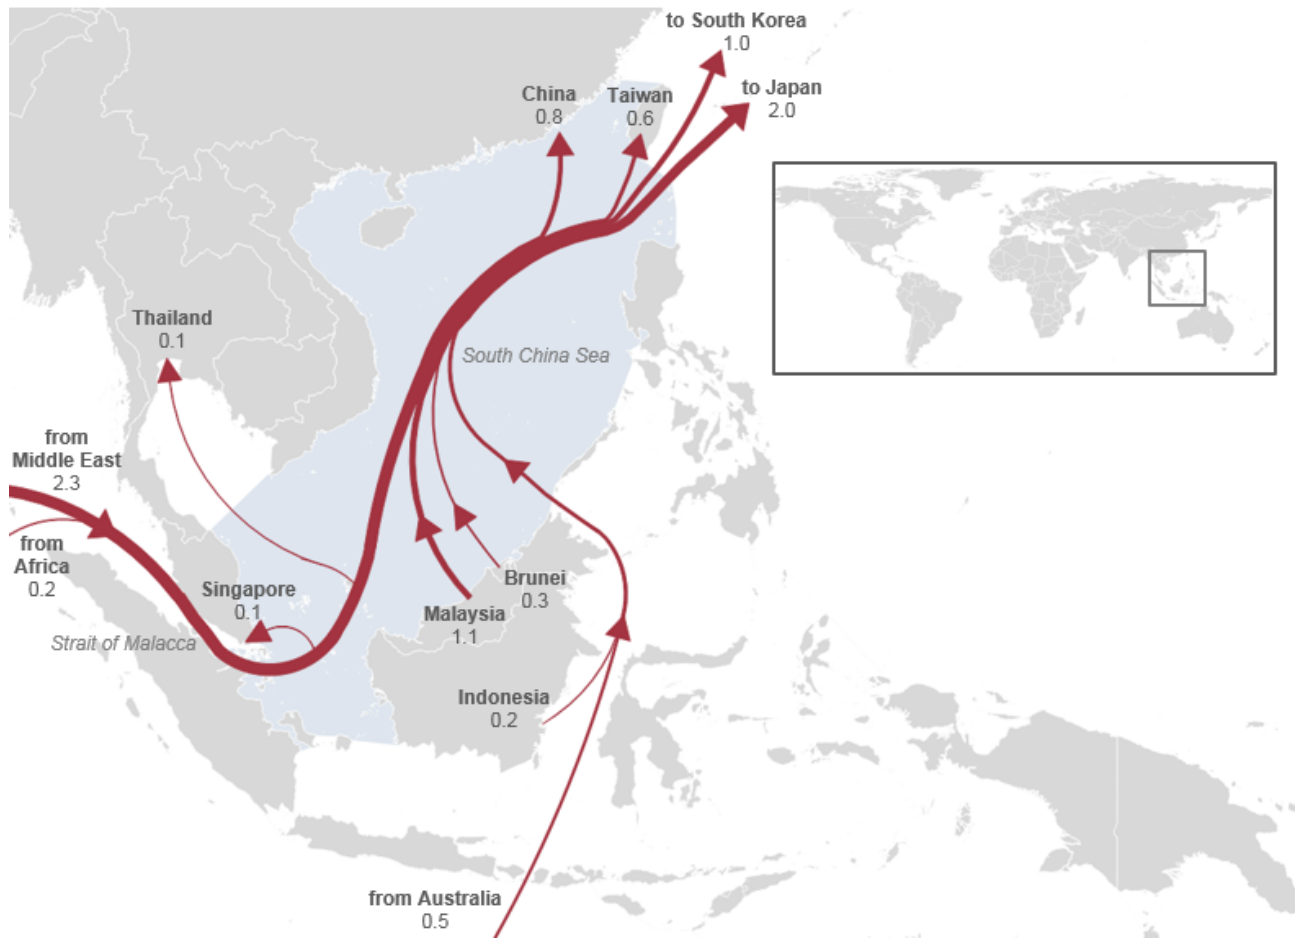 to South Korea
1.0
to Japan
2.0
China
0.8
Taiwan
0.6
Thailand
0.1
South China Sea
from
Middle East
2.3
from
Africa
0.2
Singapore
0.1
Strait of Malacca
Brunei
0.3
Malaysia
1.1
Indonesia
0.2
from Australia
0.5